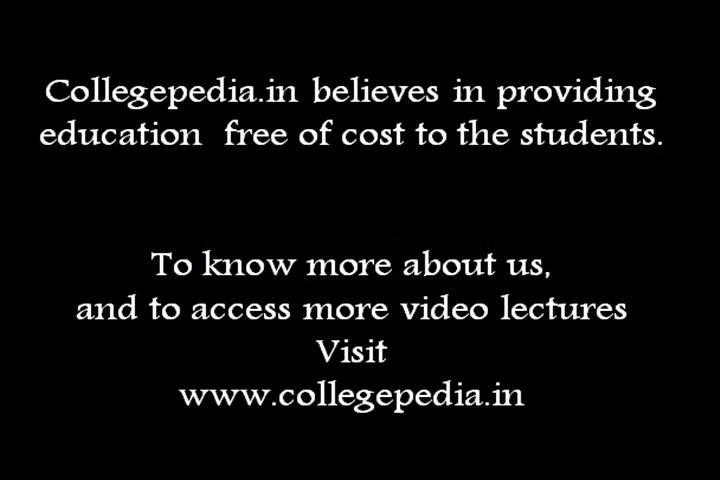 Collegepedia.in believes in providing
education free of cost to the students.
To know more about us,
and to access more video lectures
Visit
www.collegepedia.in